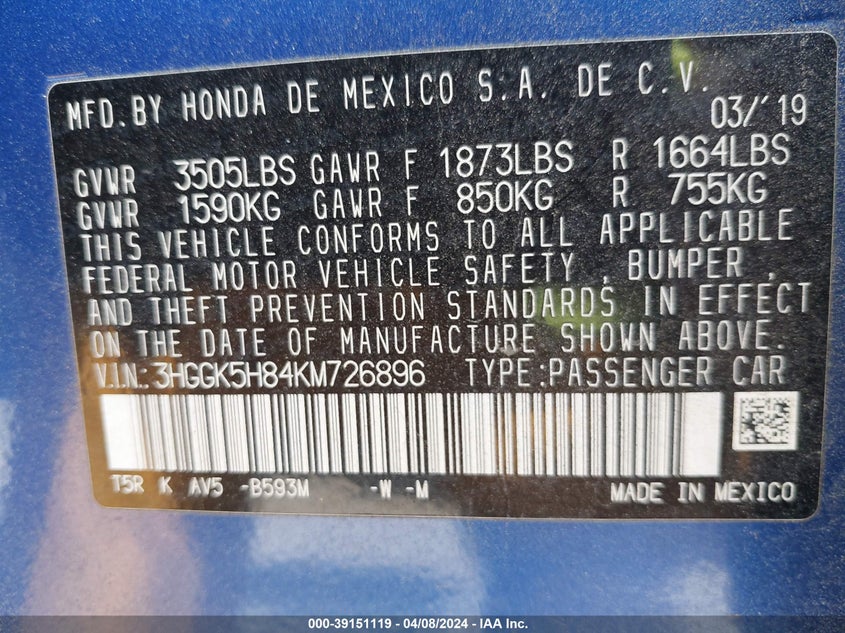 MFD. BY HONDA DE MEXICO S.A. DE C.V.
03/'19
GVWR 3505LBS GAWR F 1873LBS R 1664LBS
GVWR 1590KG GAWR F 850KG R 755KG
THIS VEHICLE CONFORMS TO ALL APPLICABLE
FEDERAL MOTOR VEHICLE SAFETY , BUMPER ,
AND THEFT PREVENTION STANDARDS IN EFFECT
ON THE DATE OF MANUFACTURE SHOWN ABOVE.
V.I.N.: 3HGGK5H84KM726896 TYPE:PASSENGER CAR
T5R K AV5 -B593M -W -M MADE IN MEXICO
000-39151119 - 04/08/2024 - IAA Inc.